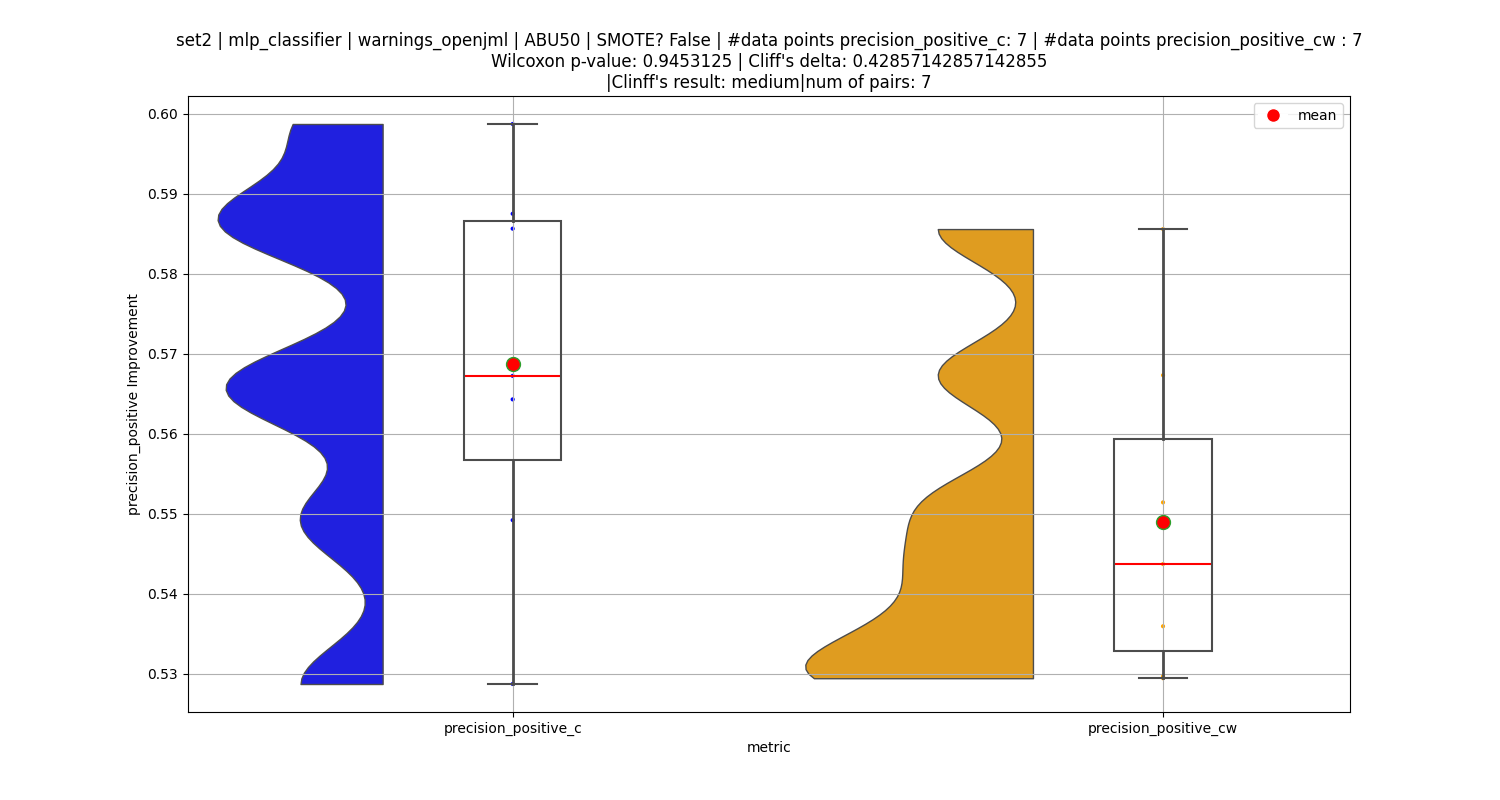 set2 | mlp_classifier | warnings_openjml | ABU50 | SMOTE? False | #data points precision_positive_c: 7 | #data points precision_positive_cw : 7
Wilcoxon p-value: 0.9453125 | Cliff's delta: 0.42857142857142855
|Clinff's result: medium|num of pairs: 7
mean
0.60
0.59
0.58
0.57
0.56
0.55
0.54
0.53
precision_positive Improvement
precision_positive_c
precision_positive_cw
metric